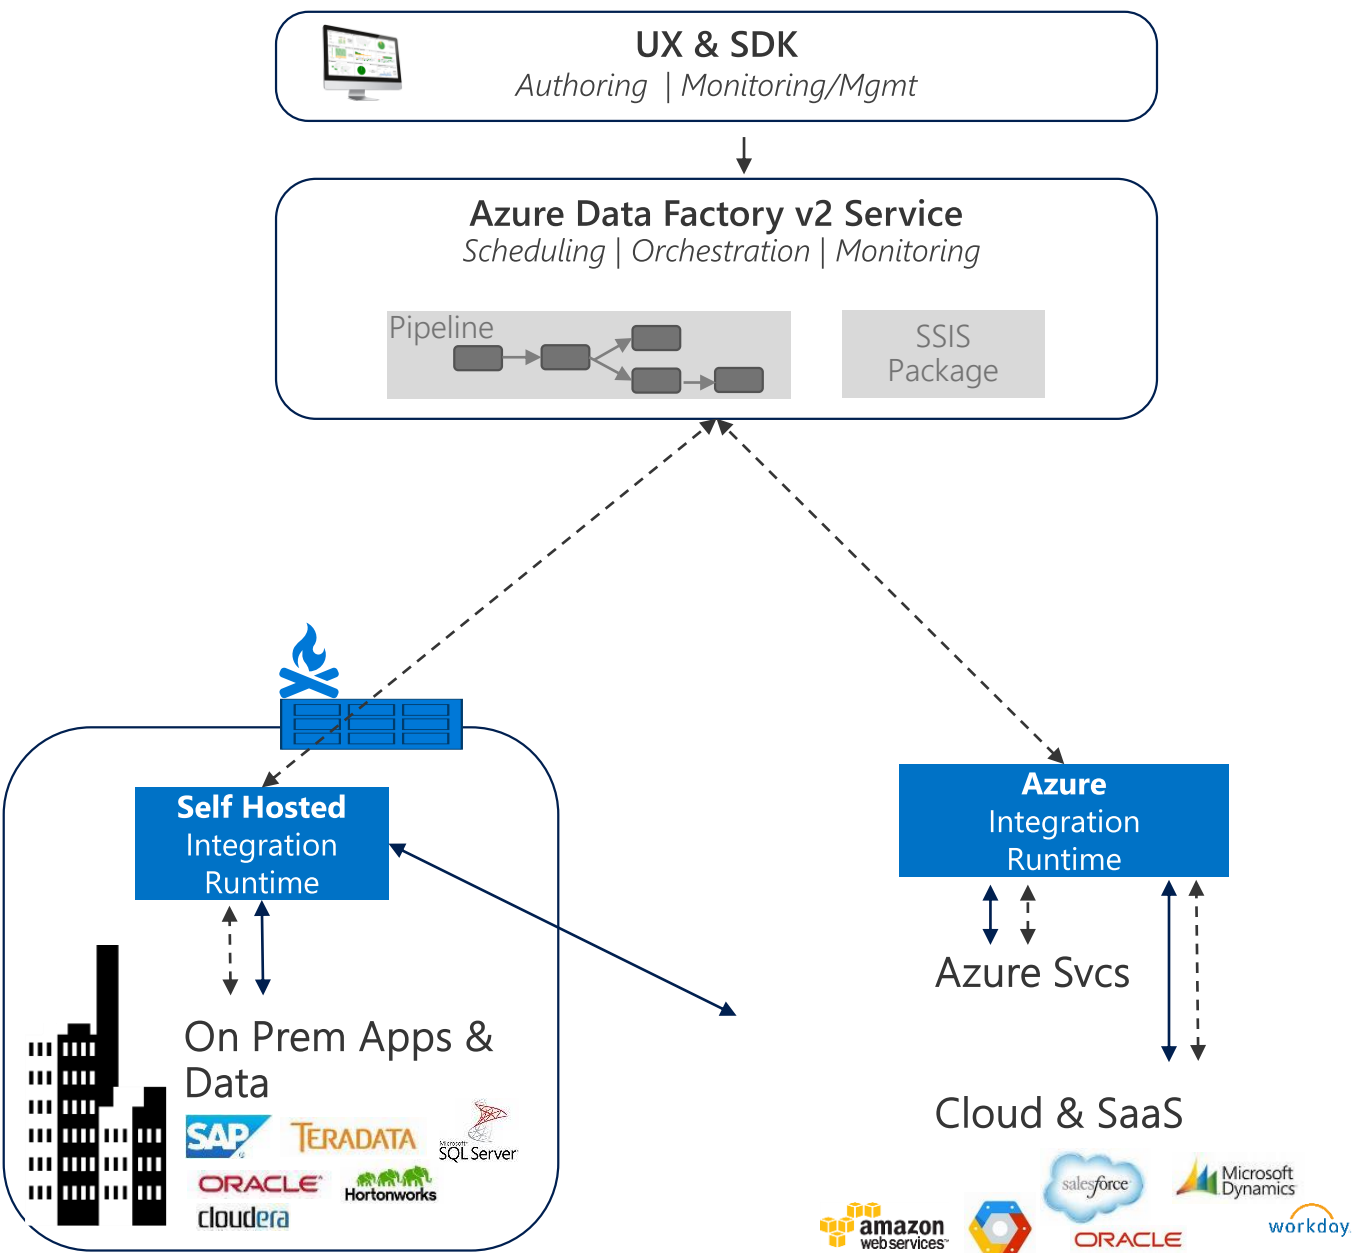 UX & SDK
Authoring | Monitoring/Mgmt
Azure Data Factory v2 Service
Scheduling | Orchestration | Monitoring
Pipeline
SSIS
Package
Self Hosted
Integration
Runtime
Azure
Integration
Runtime
Azure Svcs
On Prem Apps &
Data
SAP
TERADATA
Microsoft
SQL Server
ORACLE
Hortonworks
cloudera
Cloud & SaaS
salesforce
Microsoft
Dynamics
amazon
web services
ORACLE
workday